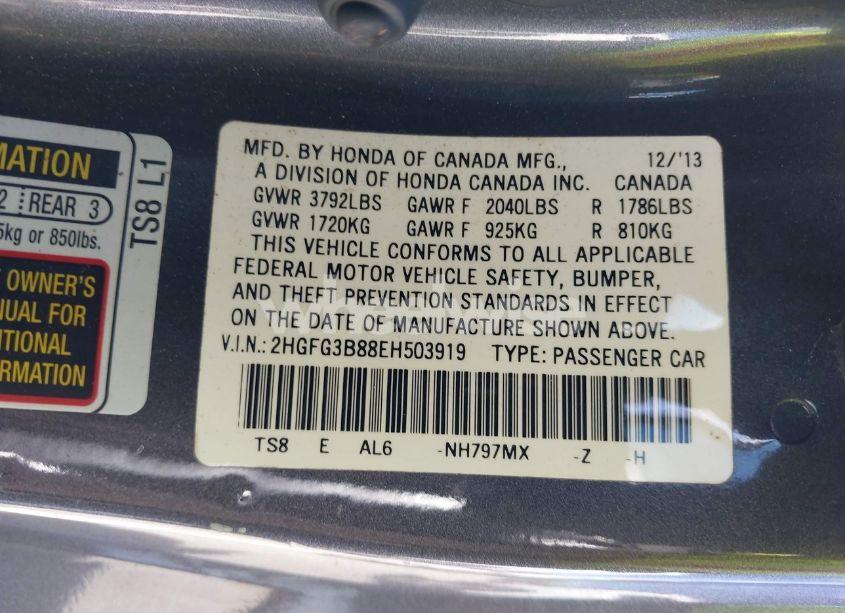 MATION
2 REAR 3
5kg or 850lbs.
TS8 L1
OWNER'S
NUAL FOR
ITIONAL
ORMATION
MFD. BY HONDA OF CANADA MFG., 12/'13
A DIVISION OF HONDA CANADA INC. CANADA
GVWR 3792LBS GAWR F 2040LBS R 1786LBS
GVWR 1720KG GAWR F 925KG R 810KG
THIS VEHICLE CONFORMS TO ALL APPLICABLE
FEDERAL MOTOR VEHICLE SAFETY, BUMPER,
AND THEFT PREVENTION STANDARDS IN EFFECT
ON THE DATE OF MANUFACTURE SHOWN ABOVE.
V.I.N.: 2HGFG3B88EH503919 TYPE: PASSENGER CAR
TS8 E AL6 -NH797MX -Z -H